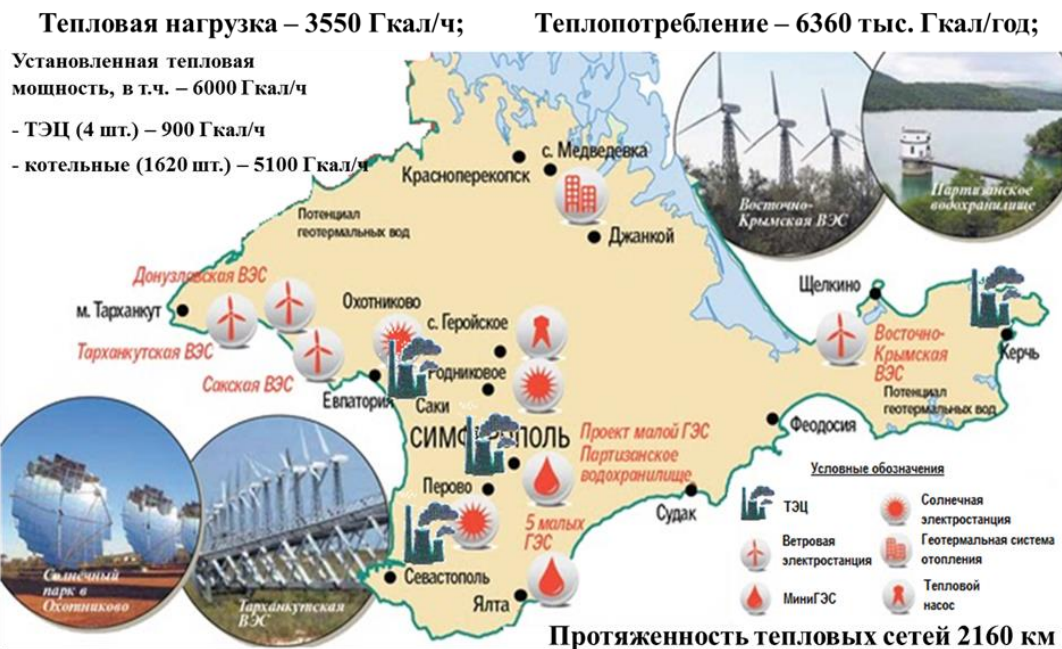 Тепловая нагрузка – 3550 Гкал/ч;
Теплопотребление – 6360 тыс. Гкал/год;
Установленная тепловая
мощность, в т.ч. – 6000 Гкал/ч
- ТЭЦ (4 шт.) – 900 Гкал/ч
- котельные (1620 шт.) – 5100 Гкал/ч
с. Медведевка
Красноперекопск
Восточно-
Крымская ВЭС
Партизанское
водохранилище
Потенциал
геотермальных вод
Джанкой
Донузлавская ВЭС
м. Тарханкут
Тарханкутская ВЭС
Сакская ВЭС
Охотниково
с. Геройское
Щелкино
Керчь
Восточно-
Крымская
ВЭС
Родниковое
Евпатория
Саки
Потенциал
геотермальных вод
Феодосия
СИМФЕРОПОЛЬ
Проект малой ГЭС
Партизанское
водохранилище
Перово
Судак
5 малых
ГЭС
Севастополь
Ялта
Солнечный
парк в
Охотниково
Тарханкутская
ВЭС
Условные обозначения
ТЭЦ
Солнечная
электростанция
Ветровая
электростанция
Геотермальная система
отопления
МиниГЭС
Тепловой
насос
Протяженность тепловых сетей 2160 км